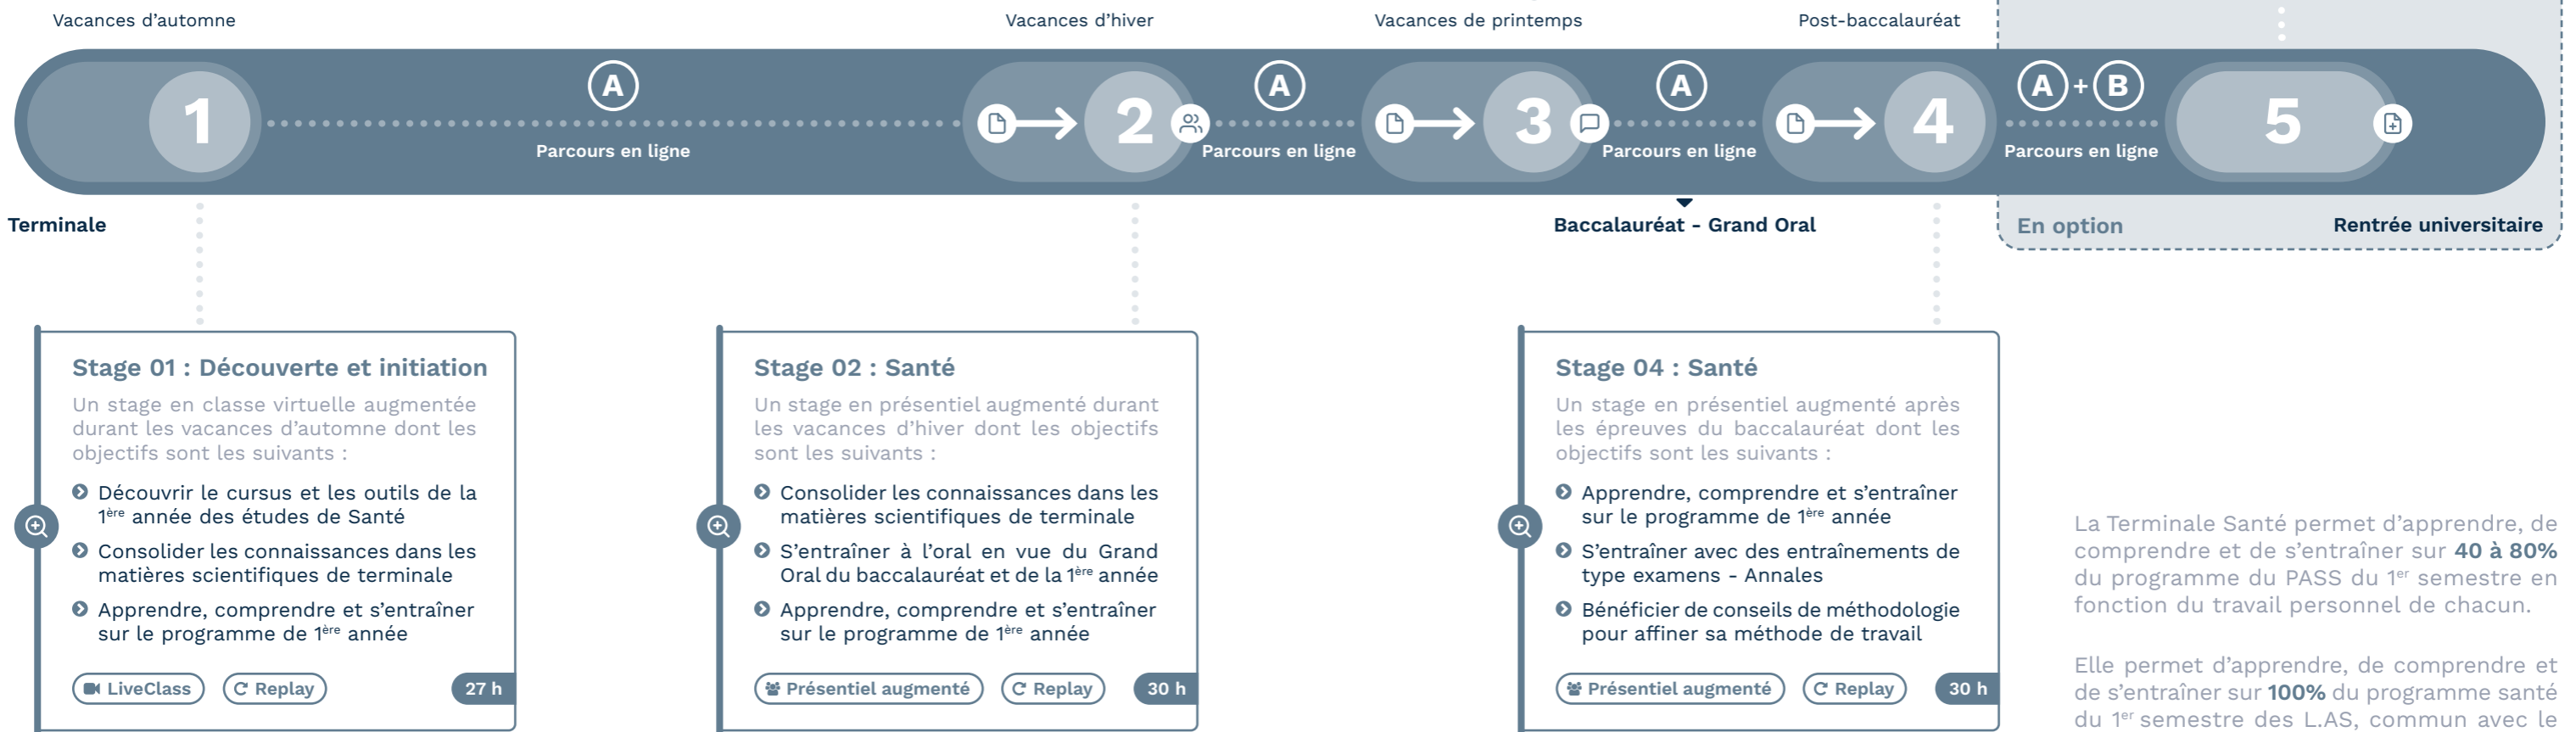 Vacances d’automne
Vacances d’hiver
Vacances de printemps
Post-baccalauréat
1
A
Parcours en ligne
2
A
Parcours en ligne
3
A
Parcours en ligne
4
A + B
Parcours en ligne
5
Terminale
Baccalauréat - Grand Oral
En option
Rentrée universitaire
Stage 01 : Découverte et initiation
Un stage en classe virtuelle augmentée
durant les vacances d’automne dont les
objectifs sont les suivants :
Découvrir le cursus et les outils de la
1ère année des études de Santé
Consolider les connaissances dans les
matières scientifiques de terminale
Apprendre, comprendre et s’entraîner
sur le programme de 1ère année
LiveClass
Replay
27 h
Stage 02 : Santé
Un stage en présentiel augmenté durant
les vacances d’hiver dont les objectifs
sont les suivants :
Consolider les connaissances dans les
matières scientifiques de terminale
S’entraîner à l’oral en vue du Grand
Oral du baccalauréat et de la 1ère année
Apprendre, comprendre et s’entraîner
sur le programme de 1ère année
Présentiel augmenté
Replay
30 h
Stage 04 : Santé
Un stage en présentiel augmenté après
les épreuves du baccalauréat dont les
objectifs sont les suivants :
Apprendre, comprendre et s’entraîner
sur le programme de 1ère année
S’entraîner avec des entraînements de
type examens - Annales
Bénéficier de conseils de méthodologie
pour affiner sa méthode de travail
Présentiel augmenté
Replay
30 h
La Terminale Santé permet d’apprendre, de
comprendre et de s’entraîner sur 40 à 80%
du programme du PASS du 1er semestre en
fonction du travail personnel de chacun.
Elle permet d’apprendre, de comprendre et
de s’entraîner sur 100% du programme santé
du 1er semestre des L.AS, commun avec le